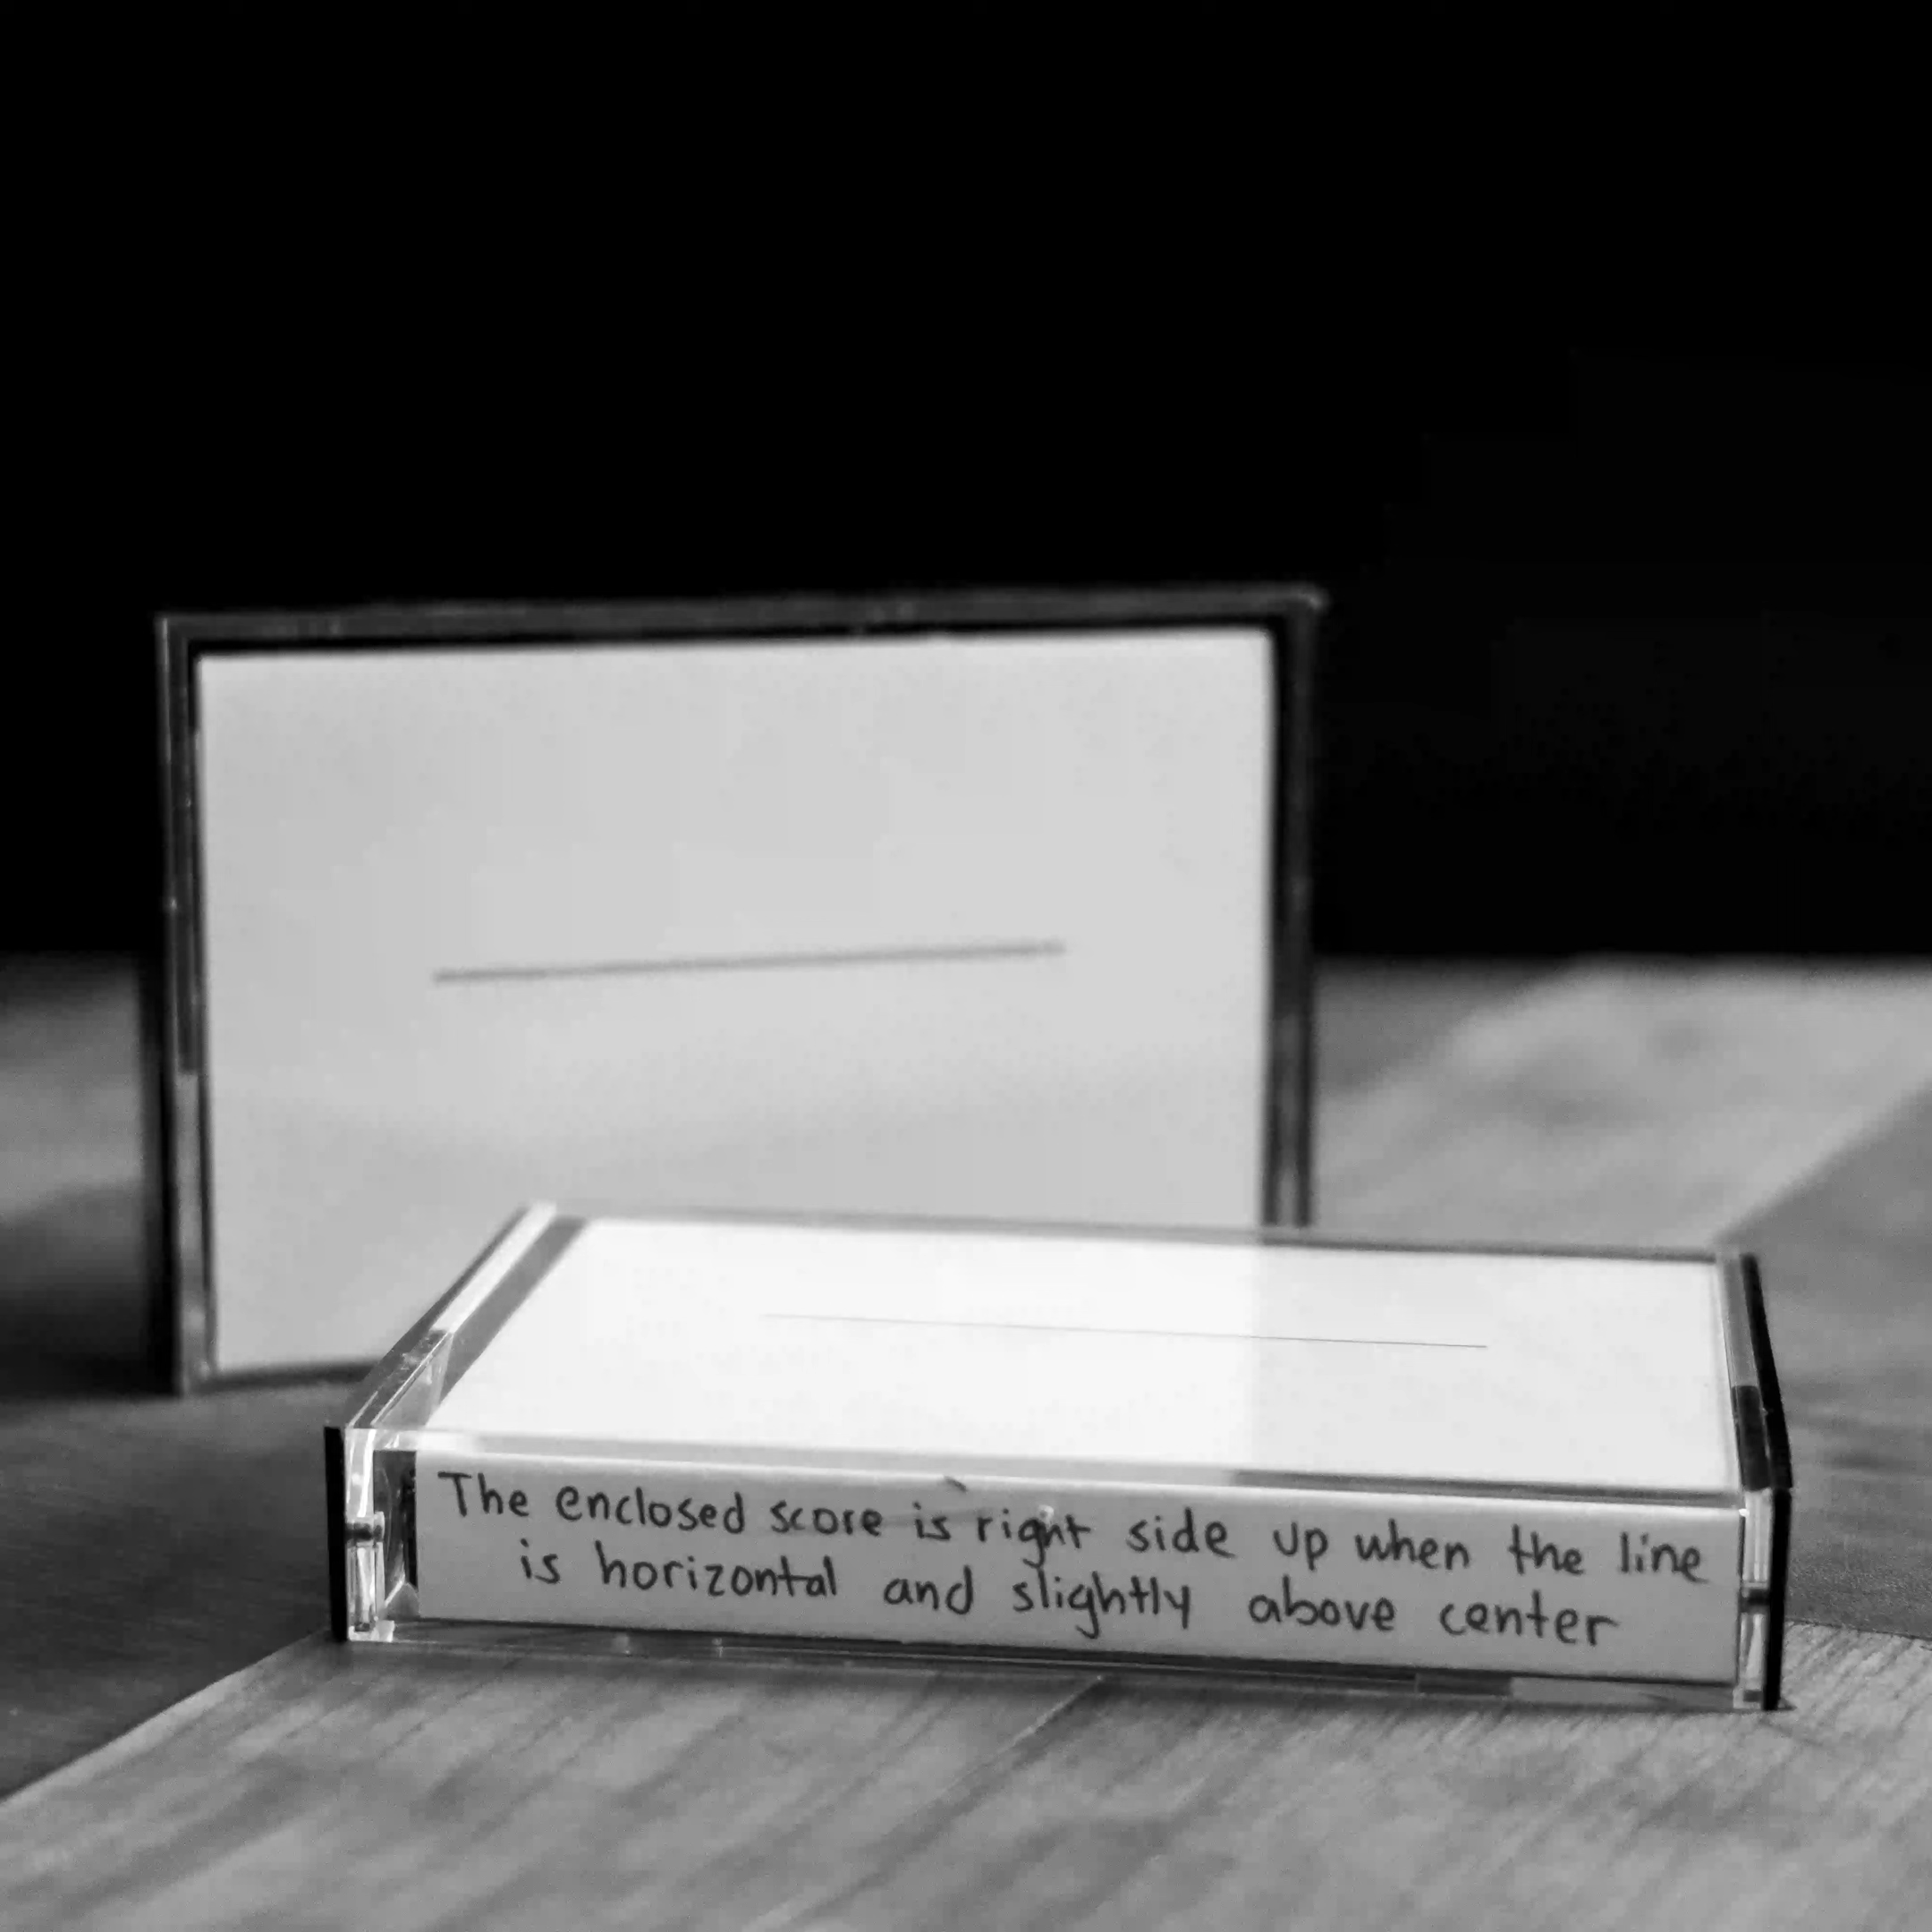 The enclosed score is right side up when the line
is horizontal and slightly above center